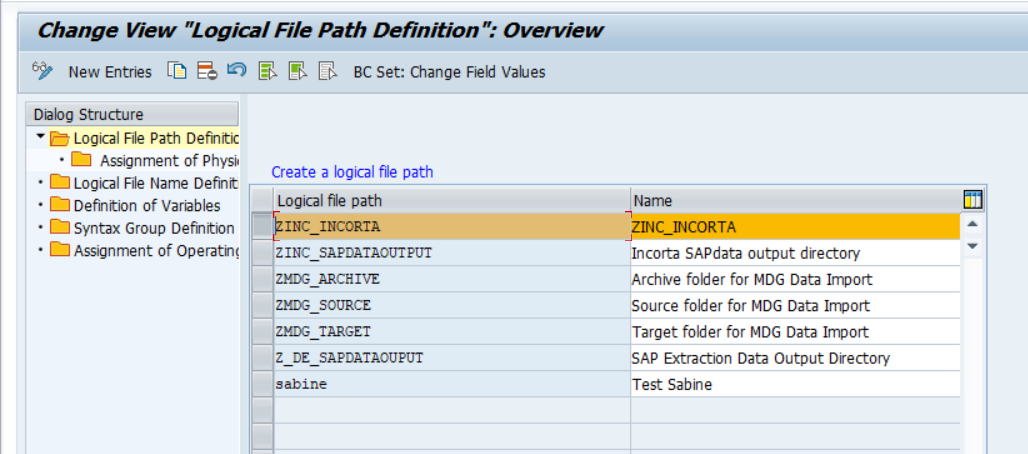 Change View "Logical File Path Definition": Overview
New Entries BC Set: Change Field Values
Dialog Structure
Logical File Path Definitic
Assignment of Physi
Logical File Name Definit
Definition of Variables
Syntax Group Definition
Assignment of Operating
Create a logical file path
Logical file path Name
ZINC_INCORTA ZINC_INCORTA
ZINC_SAPDATAOUTPUT Incorta SAPdata output directory
ZMDG_ARCHIVE Archive folder for MDG Data Import
ZMDG_SOURCE Source folder for MDG Data Import
ZMDG_TARGET Target folder for MDG Data Import
Z_DE_SAPDATAOUPUT SAP Extraction Data Output Directory
sabine Test Sabine